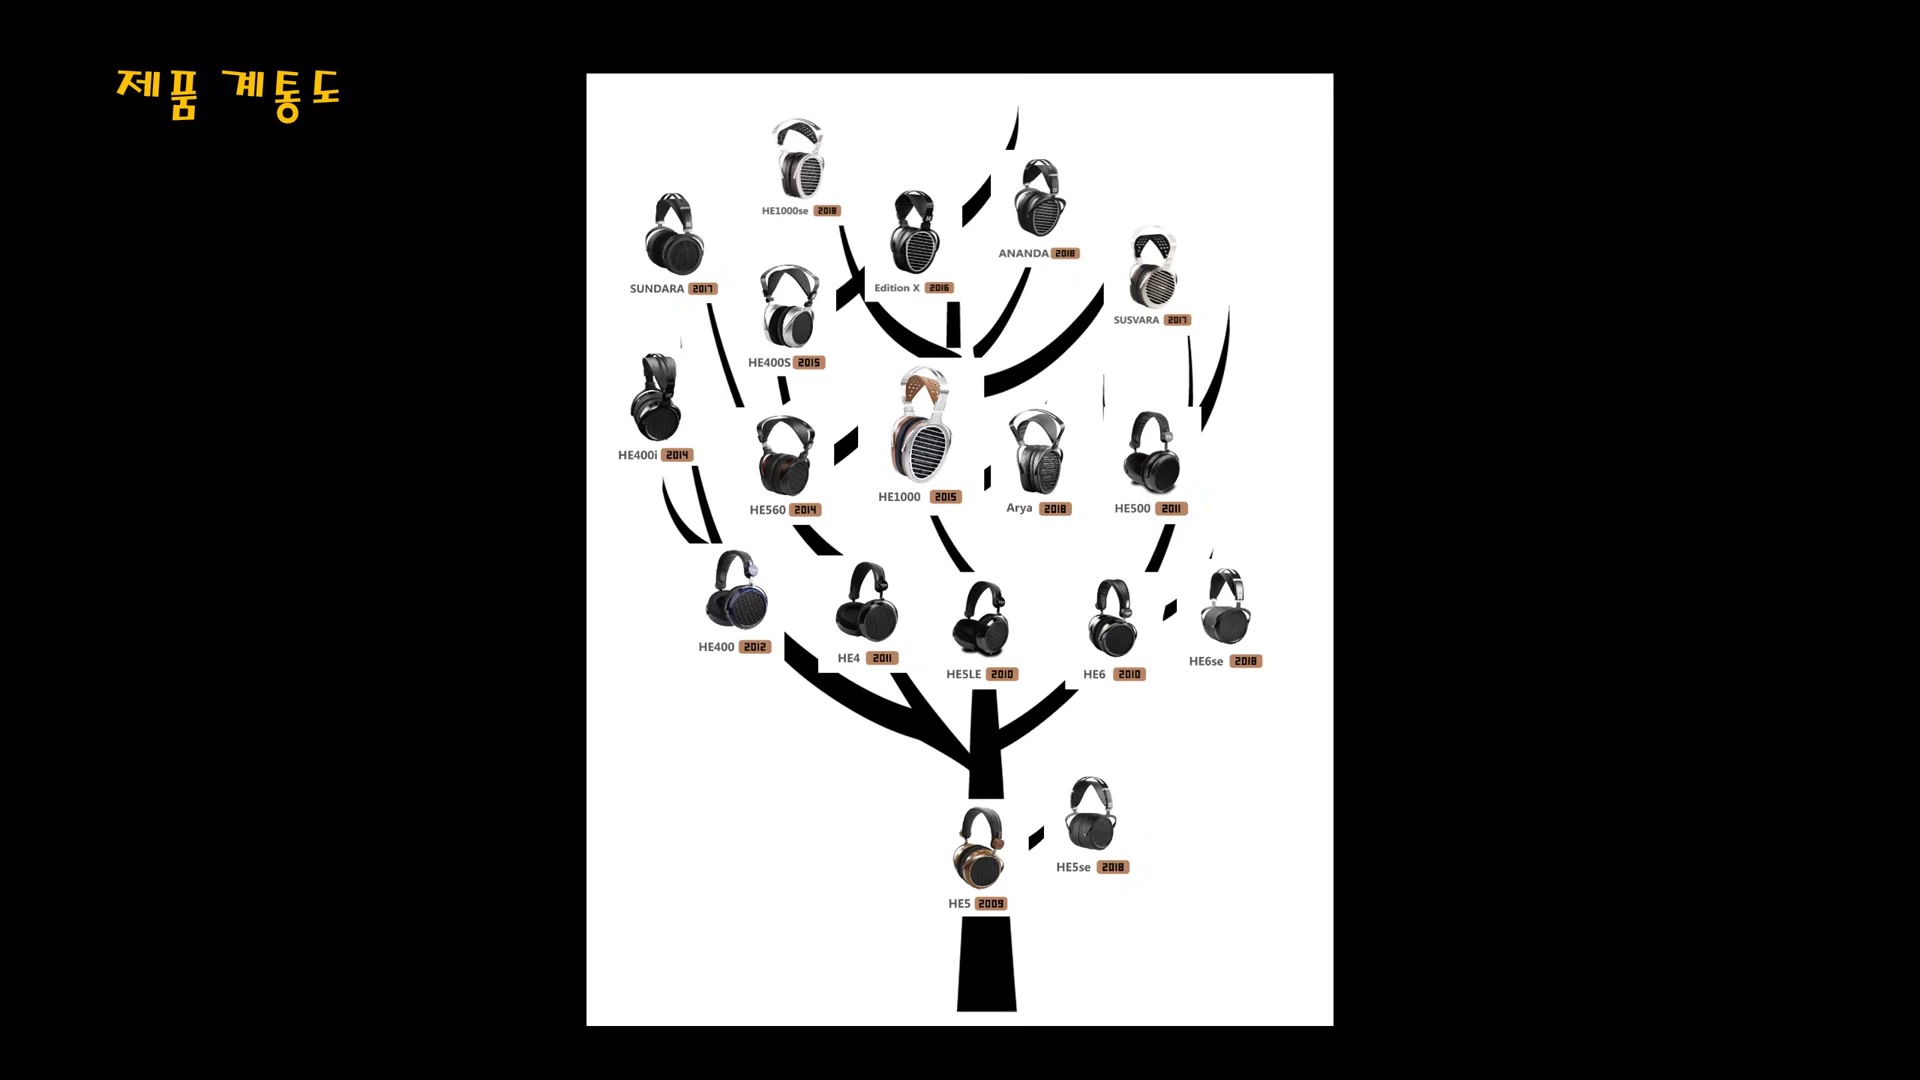 제품 계통도
HE1000se 2018
SUNDARA 2017
Edition X 2016
ANANDA 2018
SUSVARA 2017
HE400S 2015
HE400i 2014
HE560 2014
HE1000 2015
Arya 2018
HE500 2011
HE400 2012
HE4 2011
HE5LE 2010
HE6 2010
HE6se 2018
HE5se 2018
HE5 2009